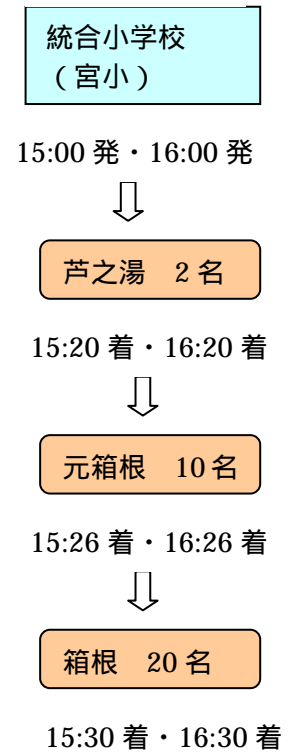 統合小学校
（宮小）
15:00 発・16:00 発
芦之湯　2 名
15:20 着・16:20 着
元箱根　10 名
15:26 着・16:26 着
箱根　20 名
15:30 着・16:30 着